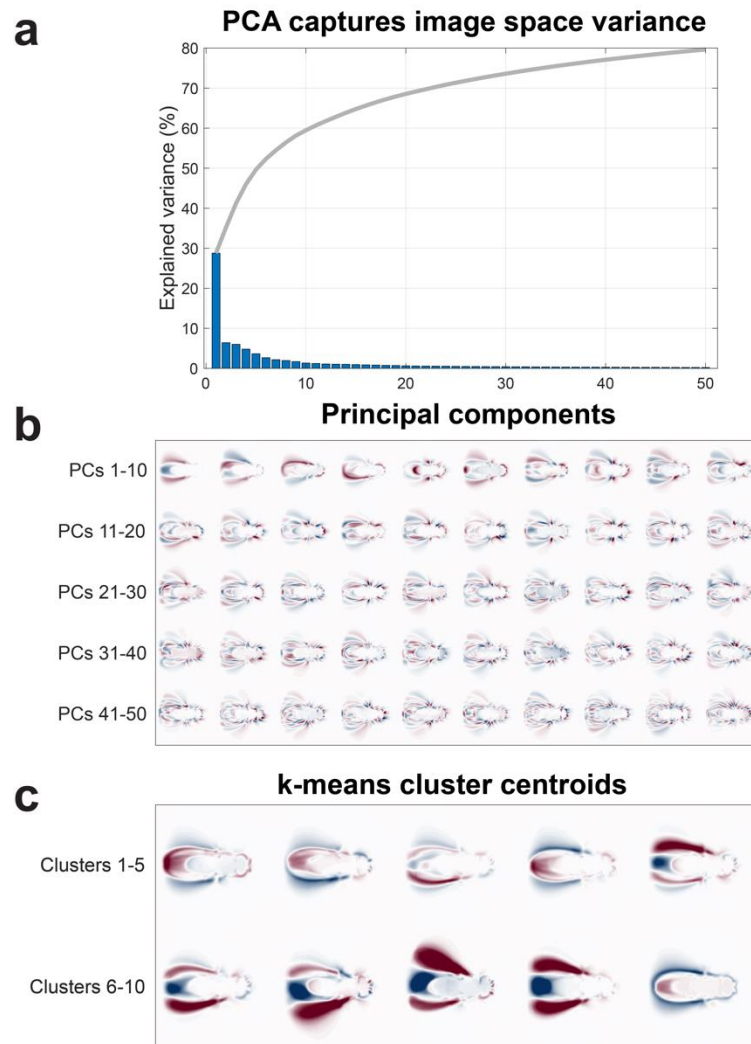 a
PCA captures image space variance
80
70
60
50
40
30
20
10
0
Explained variance (%)
0 10 20 30 40 50
Principal components
b
PCs 1-10
PCs 11-20
PCs 21-30
PCs 31-40
PCs 41-50
c
k-means cluster centroids
Clusters 1-5
Clusters 6-10